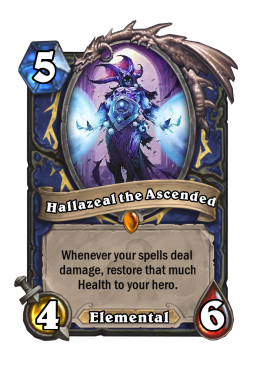 5
Hallazeal the Ascended
Whenever your spells deal
damage, restore that much
Health to your hero.
4
Elemental
6